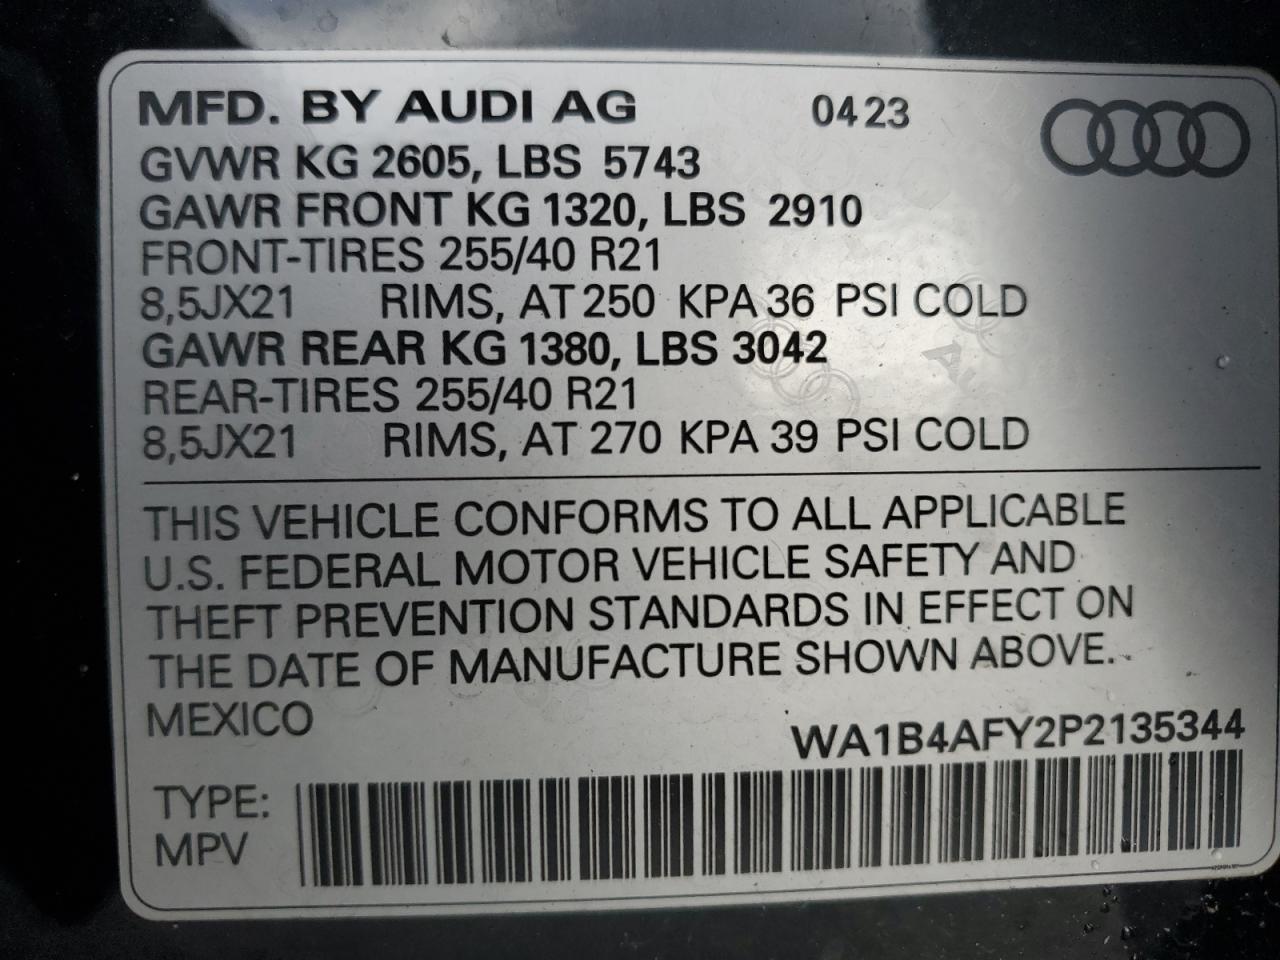 MFD. BY AUDI AG 0423
GVWR KG 2605, LBS 5743
GAWR FRONT KG 1320, LBS 2910
FRONT-TIRES 255/40 R21
8,5JX21 RIMS, AT 250 KPA 36 PSI COLD
GAWR REAR KG 1380, LBS 3042
REAR-TIRES 255/40 R21
8,5JX21 RIMS, AT 270 KPA 39 PSI COLD
THIS VEHICLE CONFORMS TO ALL APPLICABLE
U.S. FEDERAL MOTOR VEHICLE SAFETY AND
THEFT PREVENTION STANDARDS IN EFFECT ON
THE DATE OF MANUFACTURE SHOWN ABOVE.
MEXICO
WA1B4AFY2P2135344
TYPE:
MPV